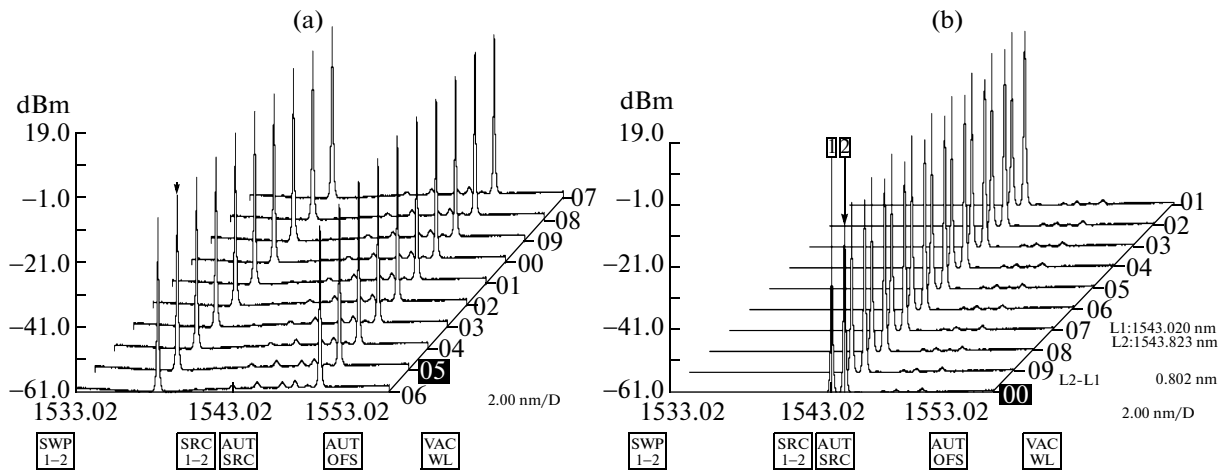 (a)
dBm
19.0
−1.0
−21.0
−41.0
−61.0
07
08
09
00
01
02
03
04
05
06
1533.02 1543.02 1553.02
2.00 nm/D
SWP 1–2
SRC 1–2
AUT SRC
AUT OFS
VAC WL
(b)
dBm
19.0
−1.0
−21.0
−41.0
−61.0
1 2
01
02
03
04
05
06
07
08
09
00
L1:1543.020 nm
L2:1543.823 nm
L2-L1 0.802 nm
1533.02 1543.02 1553.02
2.00 nm/D
SWP 1–2
SRC 1–2
AUT SRC
AUT OFS
VAC WL